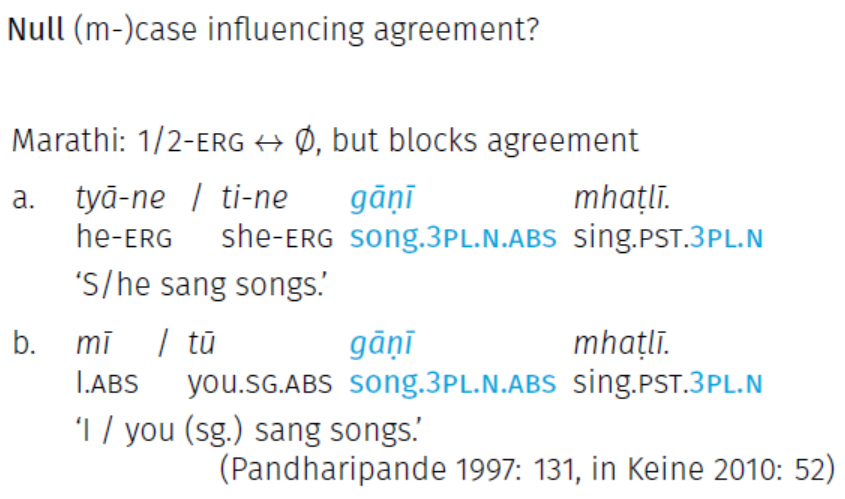 Null (m-)case influencing agreement?
Marathi: 1/2-ERG ↔ ∅, but blocks agreement
a. tyā-ne / ti-ne gāṇī mhaṭlī.
he-ERG she-ERG song.3PL.N.ABS sing.PST.3PL.N
‘S/he sang songs.’
b. mī / tū gāṇī mhaṭlī.
I.ABS you.SG.ABS song.3PL.N.ABS sing.PST.3PL.N
‘I / you (sg.) sang songs.’
(Pandharipande 1997: 131, in Keine 2010: 52)